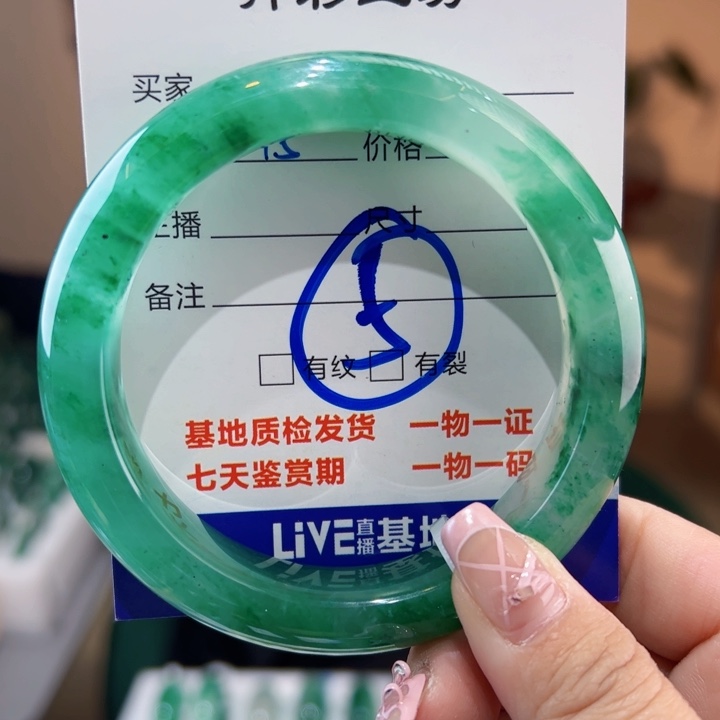 买家
价格
主播 尺寸
备注
有纹 有裂
基地质检发货 一物一证
七天鉴赏期 一物一码
LiVE直播基地